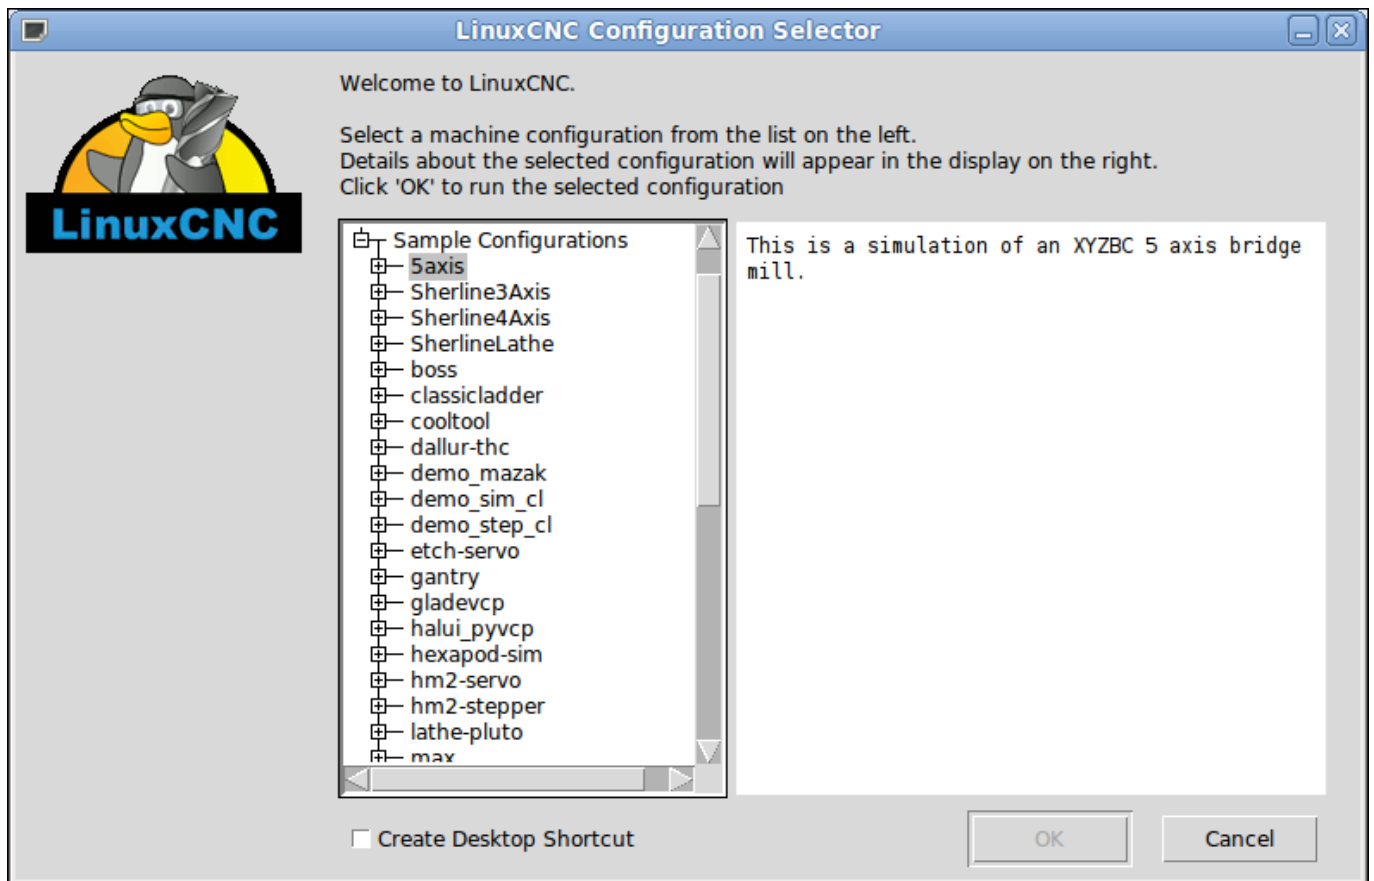 LinuxCNC Configuration Selector
LinuxCNC
Welcome to LinuxCNC.
Select a machine configuration from the list on the left.
Details about the selected configuration will appear in the display on the right.
Click 'OK' to run the selected configuration
Sample Configurations
5axis
Sherline3Axis
Sherline4Axis
SherlineLathe
boss
classicladder
cooltool
dallur-thc
demo_mazak
demo_sim_cl
demo_step_cl
etch-servo
gantry
gladevcp
halui_pyvcp
hexapod-sim
hm2-servo
hm2-stepper
lathe-pluto
max
This is a simulation of an XYZBC 5 axis bridge
mill.
Create Desktop Shortcut
OK
Cancel